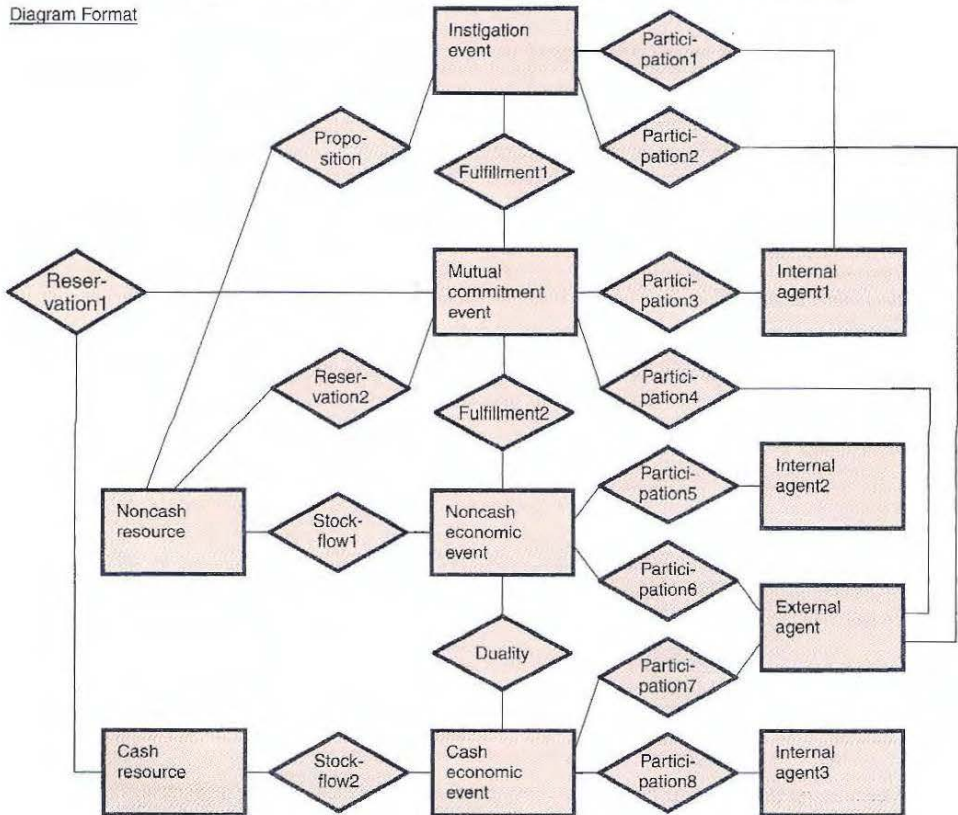 Diagram Format
Instigation
event
Partici-
pation1
Propo-
sition
Partici-
pation2
Fulfillment1
Reser-
vation1
Mutual
commitment
event
Partici-
pation3
Internal
agent1
Reser-
vation2
Partici-
pation4
Fulfillment2
Noncash
resource
Stock-
flow1
Noncash
economic
event
Partici-
pation5
Internal
agent2
Partici-
pation6
External
agent
Duality
Partici-
pation7
Cash
resource
Stock-
flow2
Cash
economic
event
Partici-
pation8
Internal
agent3